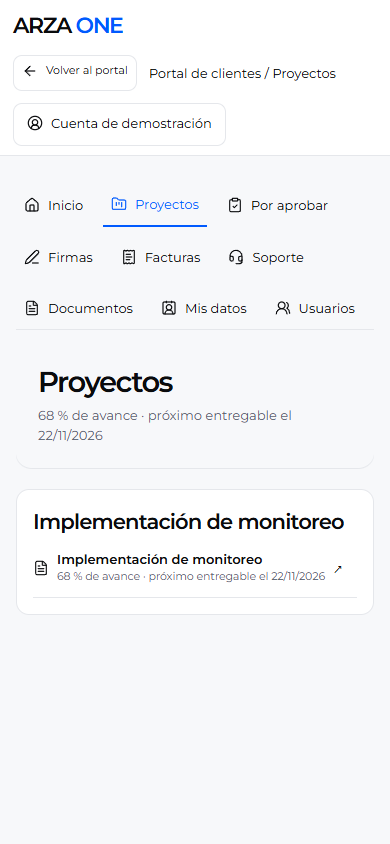 ARZA ONE
Volver al portal
Portal de clientes / Proyectos
Cuenta de demostración
Inicio
Proyectos
Por aprobar
Firmas
Facturas
Soporte
Documentos
Mis datos
Usuarios
Proyectos
68 % de avance · próximo entregable el
22/11/2026
Implementación de monitoreo
Implementación de monitoreo
68 % de avance · próximo entregable el 22/11/2026